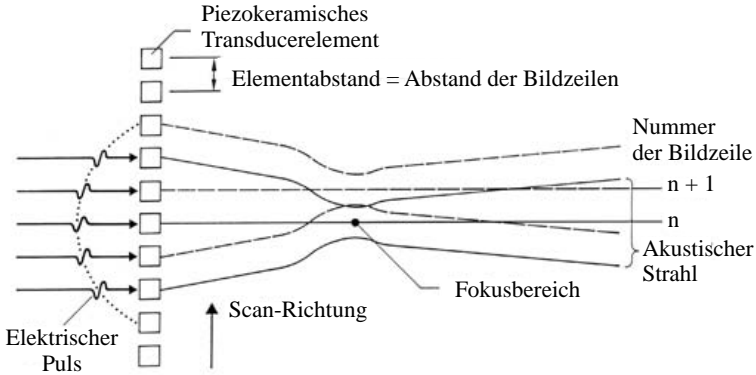 Piezokeramisches
Transducerelement
Elementabstand = Abstand der Bildzeilen
Nummer
der Bildzeile
n + 1
n
Akustischer
Strahl
Fokusbereich
Scan-Richtung
Elektrischer
Puls